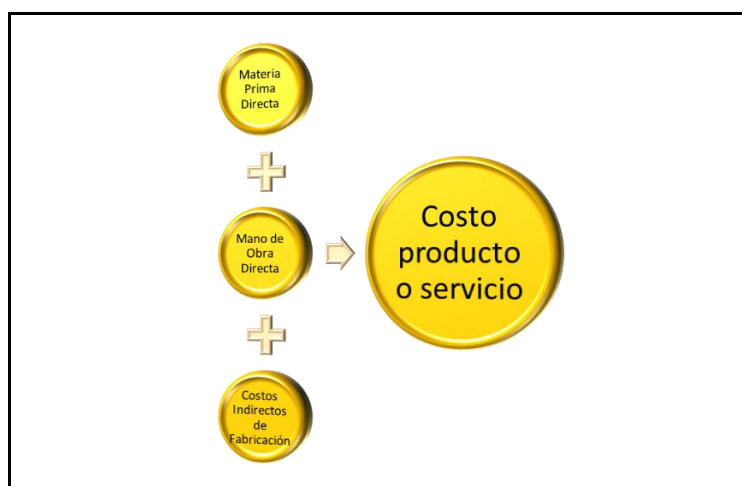 Materia
Prima
Directa
Mano de
Obra
Directa
Costos
Indirectos
de
Fabricación
Costo
producto
o servicio